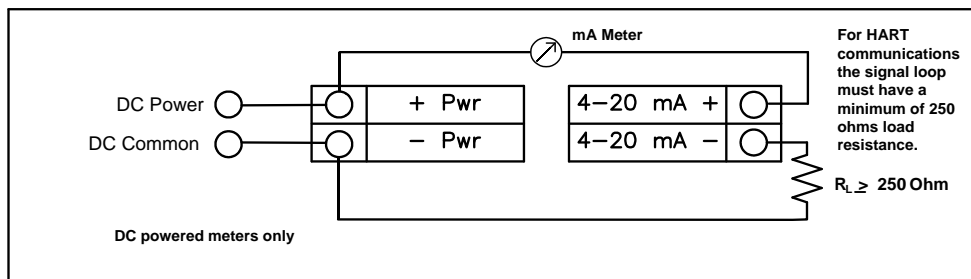 mA Meter
For HART
communications
the signal loop
must have a
minimum of 250
ohms load
resistance.
DC Power
+ Pwr
4-20 mA +
DC Common
- Pwr
4-20 mA -
RL ≥ 250 Ohm
DC powered meters only